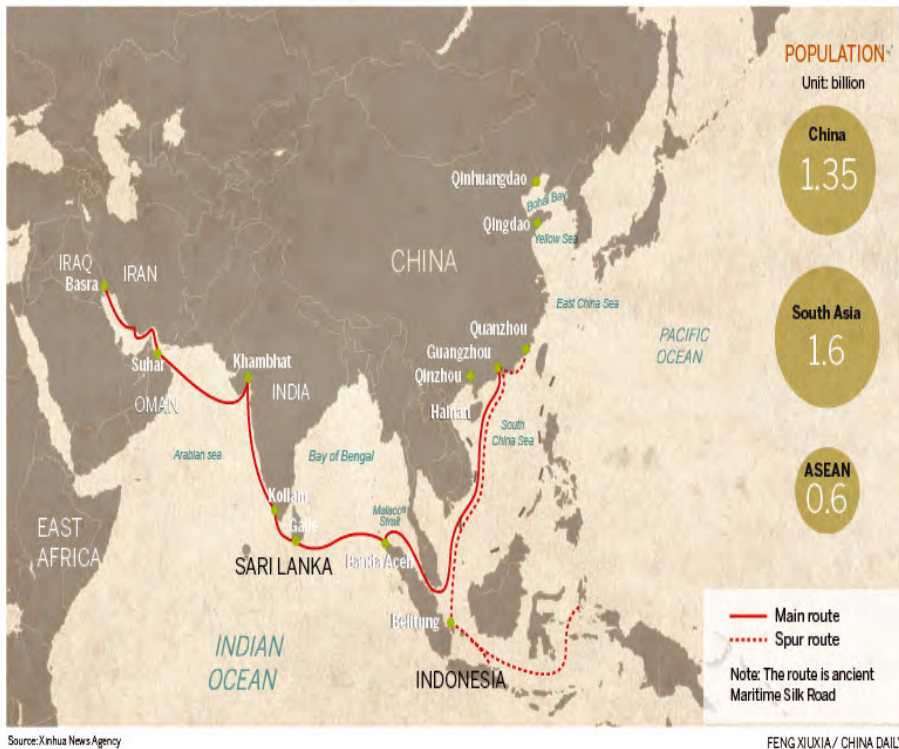 POPULATION
Unit: billion
China
1.35
South Asia
1.6
ASEAN
0.6
Qinhuangdao
Bohai Bay
Qingdao
Yellow Sea
CHINA
IRAQ
IRAN
Basra
East China Sea
Quanzhou
PACIFIC
OCEAN
Guangzhou
Suhar
Khambhat
Qinzhou
OMAN
INDIA
Hainan
South
China Sea
Arabian sea
Bay of Bengal
Kollam
Malacca
Strait
EAST
AFRICA
Galle
Banda Aceh
SARI LANKA
Belitung
INDIAN
OCEAN
INDONESIA
Main route
Spur route
Note: The route is ancient
Maritime Silk Road
Source: Xinhua News Agency
FENG XIUXIA / CHINA DAILY